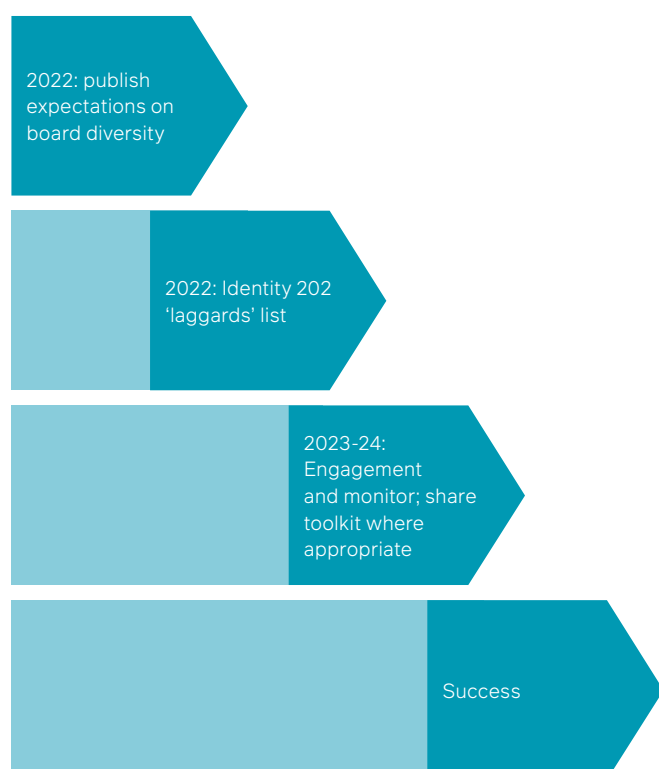 2022: publish
expectations on
board diversity
2022: Identity 202
‘laggards’ list
2023-24:
Engagement
and monitor; share
toolkit where
appropriate
Success